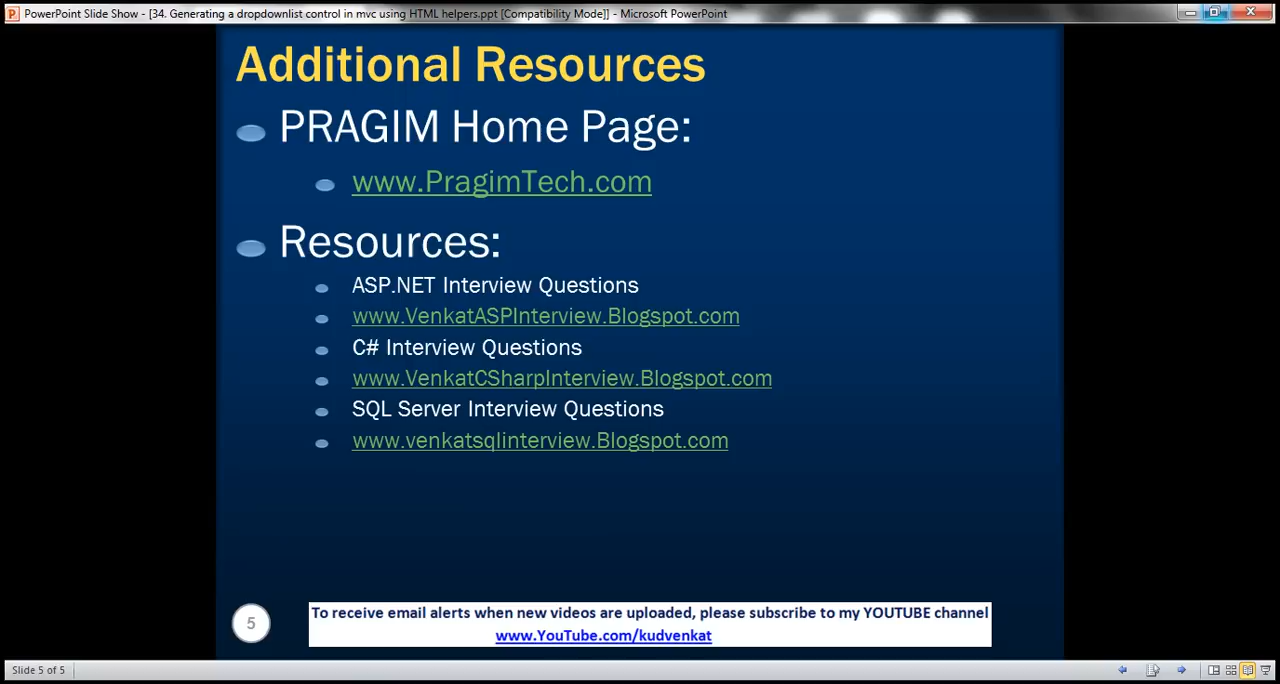 PowerPoint Slide Show - [34. Generating a dropdownlist control in mvc using HTML helpers.ppt [Compatibility Mode]] - Microsoft PowerPoint
Additional Resources
PRAGIM Home Page:
www.PragimTech.com
Resources:
ASP.NET Interview Questions
www.VenkatASPInterview.Blogspot.com
C# Interview Questions
www.VenkatCSharpInterview.Blogspot.com
SQL Server Interview Questions
www.venkatsqlinterview.Blogspot.com
5
To receive email alerts when new videos are uploaded, please subscribe to my YOUTUBE channel
www.YouTube.com/kudvenkat
Slide 5 of 5